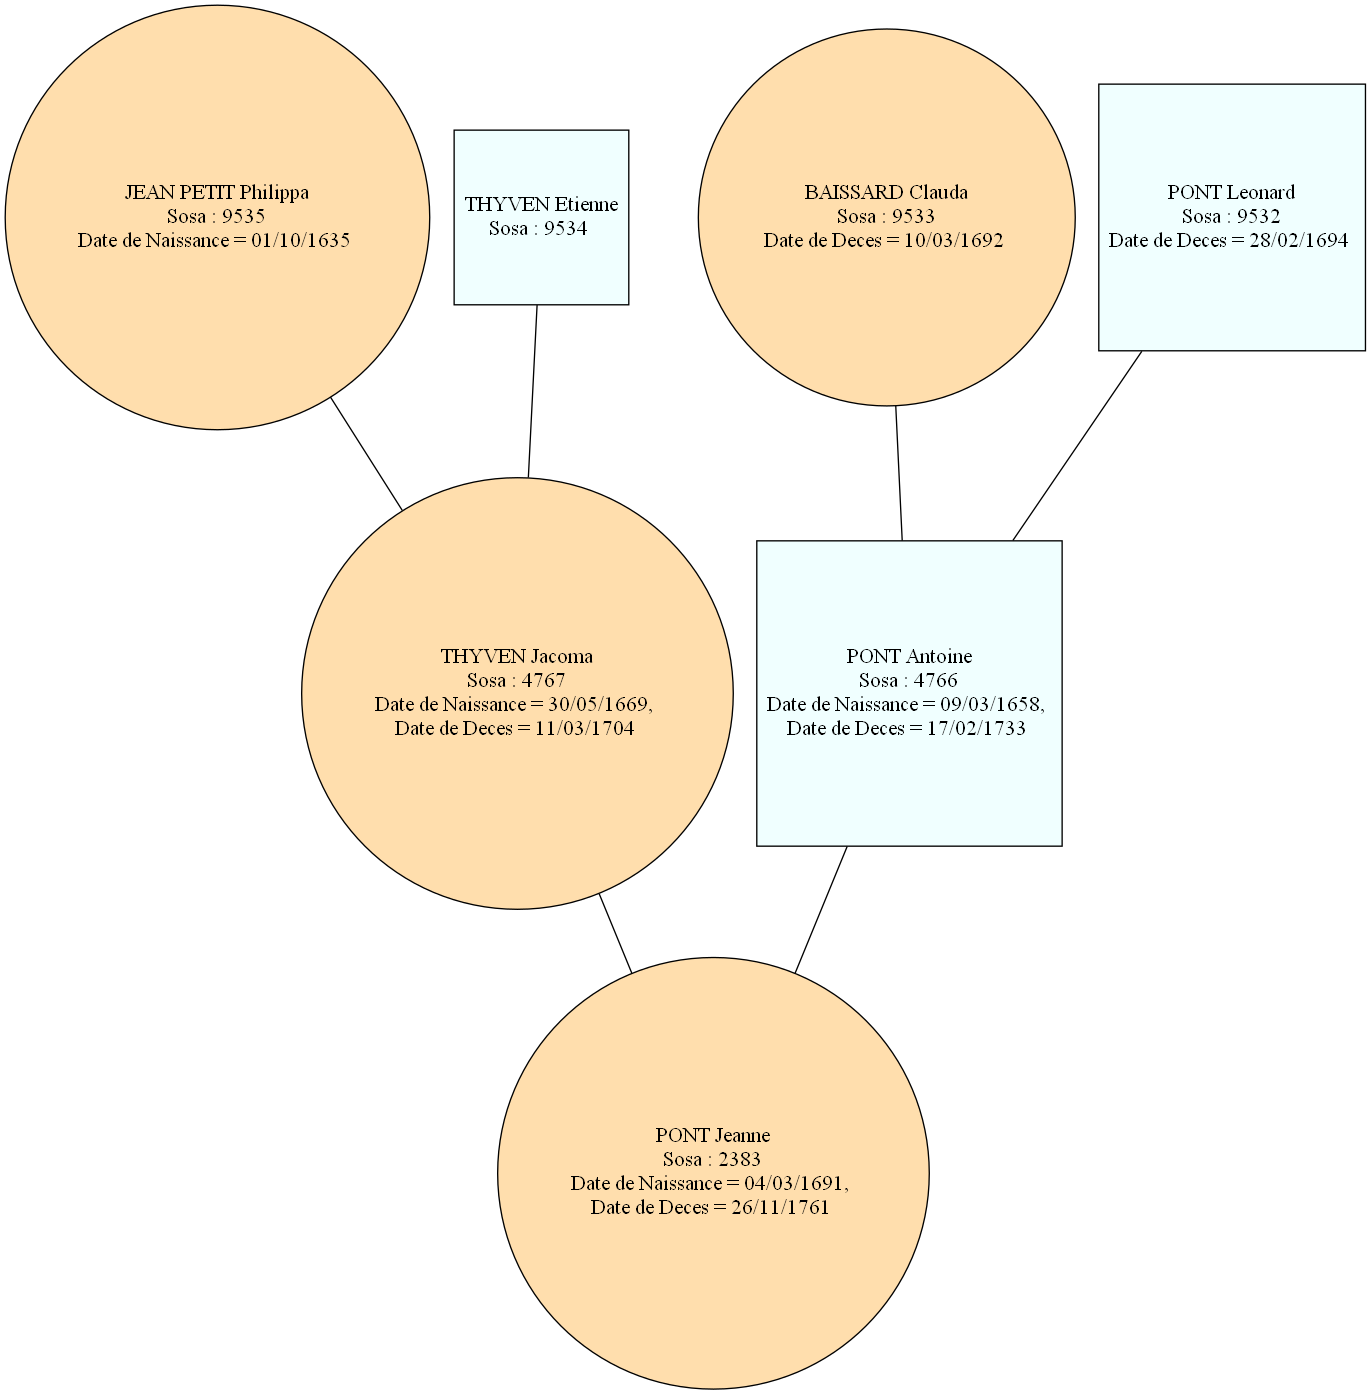 JEAN PETIT Philippa
Sosa : 9535
Date de Naissance = 01/10/1635
THYVEN Etienne
Sosa : 9534
BAISSARD Clauda
Sosa : 9533
Date de Deces = 10/03/1692
PONT Leonard
Sosa : 9532
Date de Deces = 28/02/1694
THYVEN Jacoma
Sosa : 4767
Date de Naissance = 30/05/1669,
Date de Deces = 11/03/1704
PONT Antoine
Sosa : 4766
Date de Naissance = 09/03/1658,
Date de Deces = 17/02/1733
PONT Jeanne
Sosa : 2383
Date de Naissance = 04/03/1691,
Date de Deces = 26/11/1761